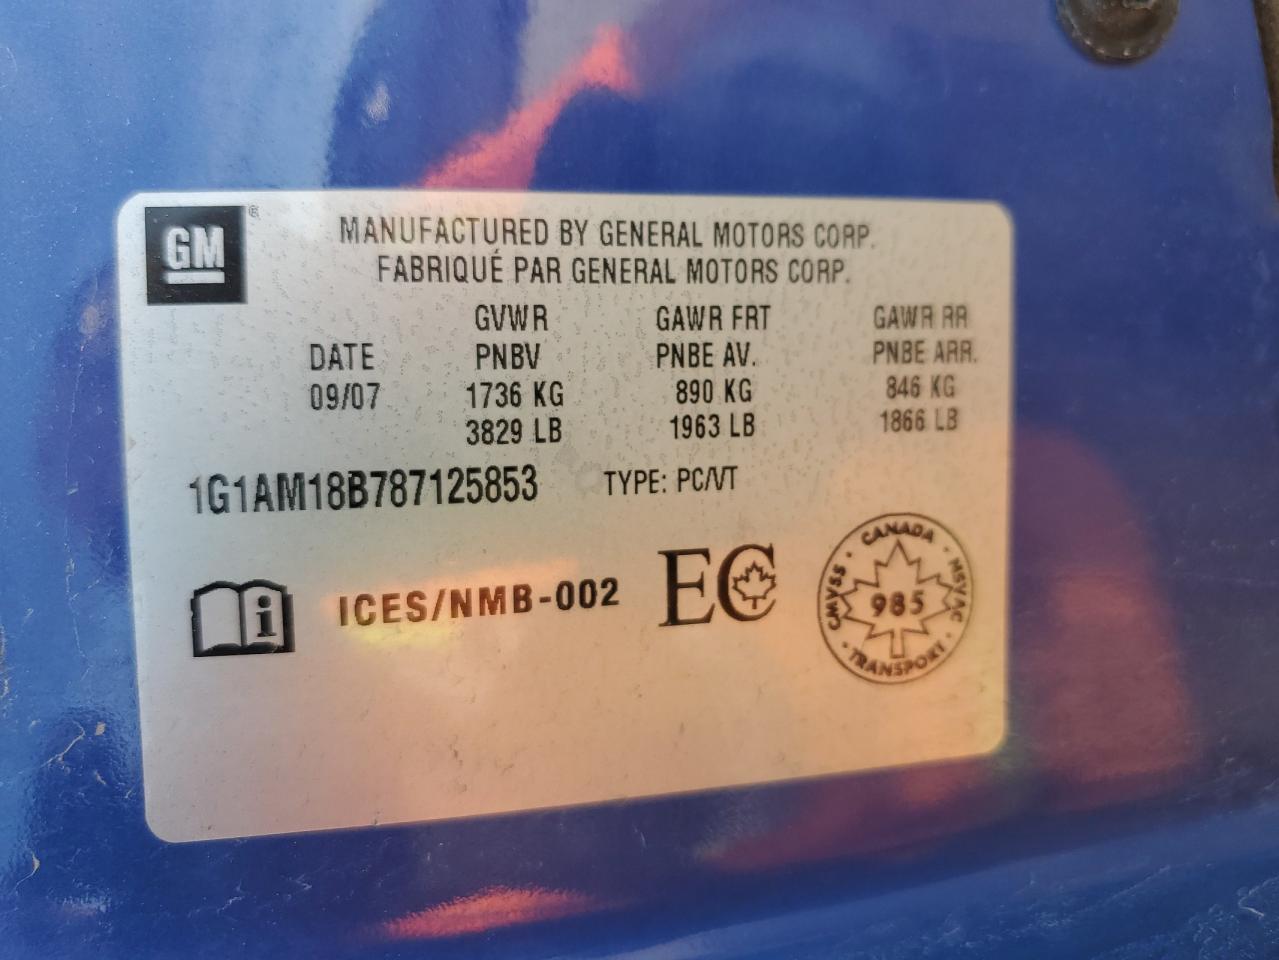 GM®
MANUFACTURED BY GENERAL MOTORS CORP.
FABRIQUÉ PAR GENERAL MOTORS CORP.
GVWR GAWR FRT GAWR RR
DATE PNBV PNBE AV. PNBE ARR.
09/07 1736 KG 890 KG 846 KG
3829 LB 1963 LB 1866 LB
1G1AM18B787125853 TYPE: PC/VT
i ICES/NMB-002 EC
CANADA · NSVAC · TRANSPORT · CMVSS ·
985